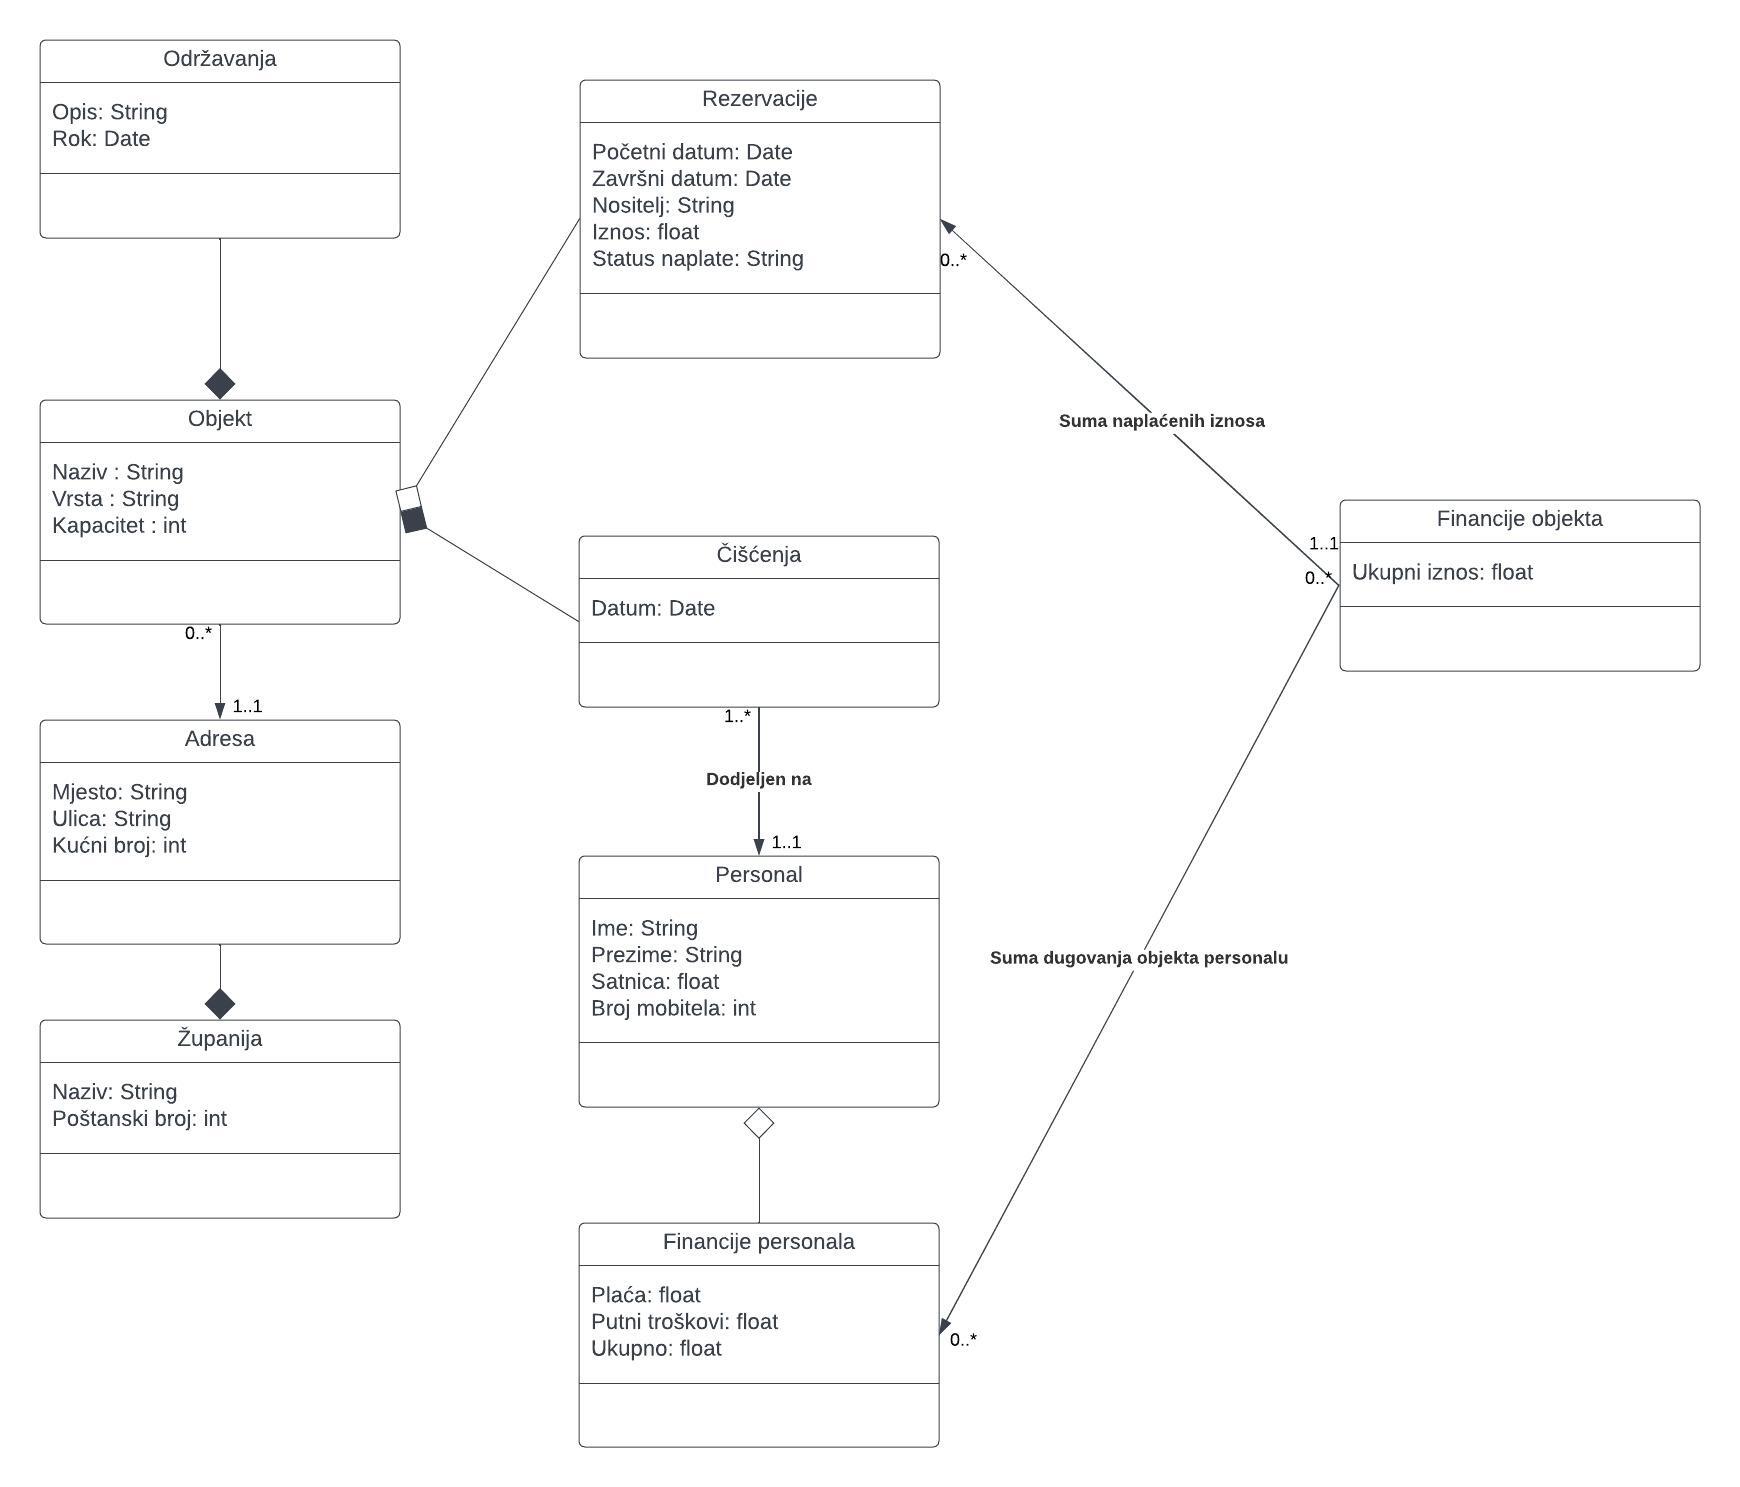 Održavanja
Opis: String
Rok: Date
Objekt
Naziv : String
Vrsta : String
Kapacitet : int
0..*
1..1
Adresa
Mjesto: String
Ulica: String
Kućni broj: int
Županija
Naziv: String
Poštanski broj: int
Rezervacije
Početni datum: Date
Završni datum: Date
Nositelj: String
Iznos: float
Status naplate: String
0..*
Čišćenja
Datum: Date
1..*
Dodjeljen na
1..1
Personal
Ime: String
Prezime: String
Satnica: float
Broj mobitela: int
Financije personala
Plaća: float
Putni troškovi: float
Ukupno: float
0..*
Suma naplaćenih iznosa
1..1
0..*
Financije objekta
Ukupni iznos: float
Suma dugovanja objekta personalu